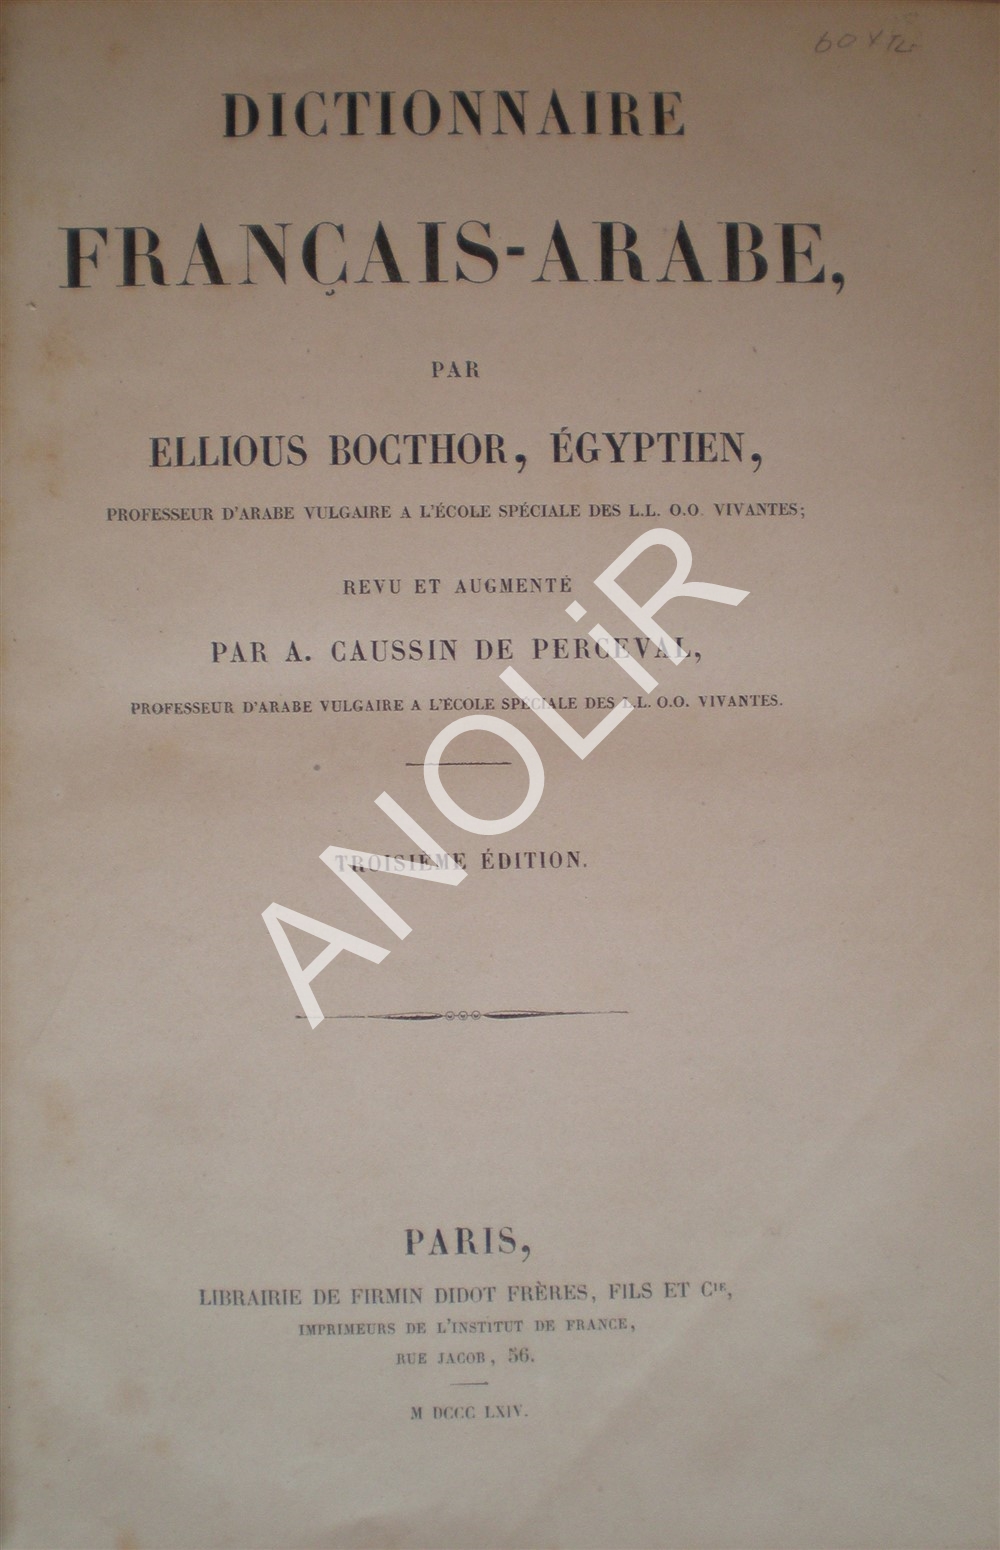 DICTIONNAIRE
FRANÇAIS-ARABE,
PAR
ELLIOUS BOCTHOR, ÉGYPTIEN,
PROFESSEUR D'ARABE VULGAIRE A L'ÉCOLE SPÉCIALE DES L.L. O.O. VIVANTES;
REVU ET AUGMENTÉ
PAR A. CAUSSIN DE PERCEVAL,
PROFESSEUR D'ARABE VULGAIRE A L'ÉCOLE SPÉCIALE DES L.L. O.O. VIVANTES.
TROISIÈME ÉDITION.
ANOLiR
PARIS,
LIBRAIRIE DE FIRMIN DIDOT FRÈRES, FILS ET Cie,
IMPRIMEURS DE L'INSTITUT DE FRANCE,
RUE JACOB, 56.
M DCCC LXIV.